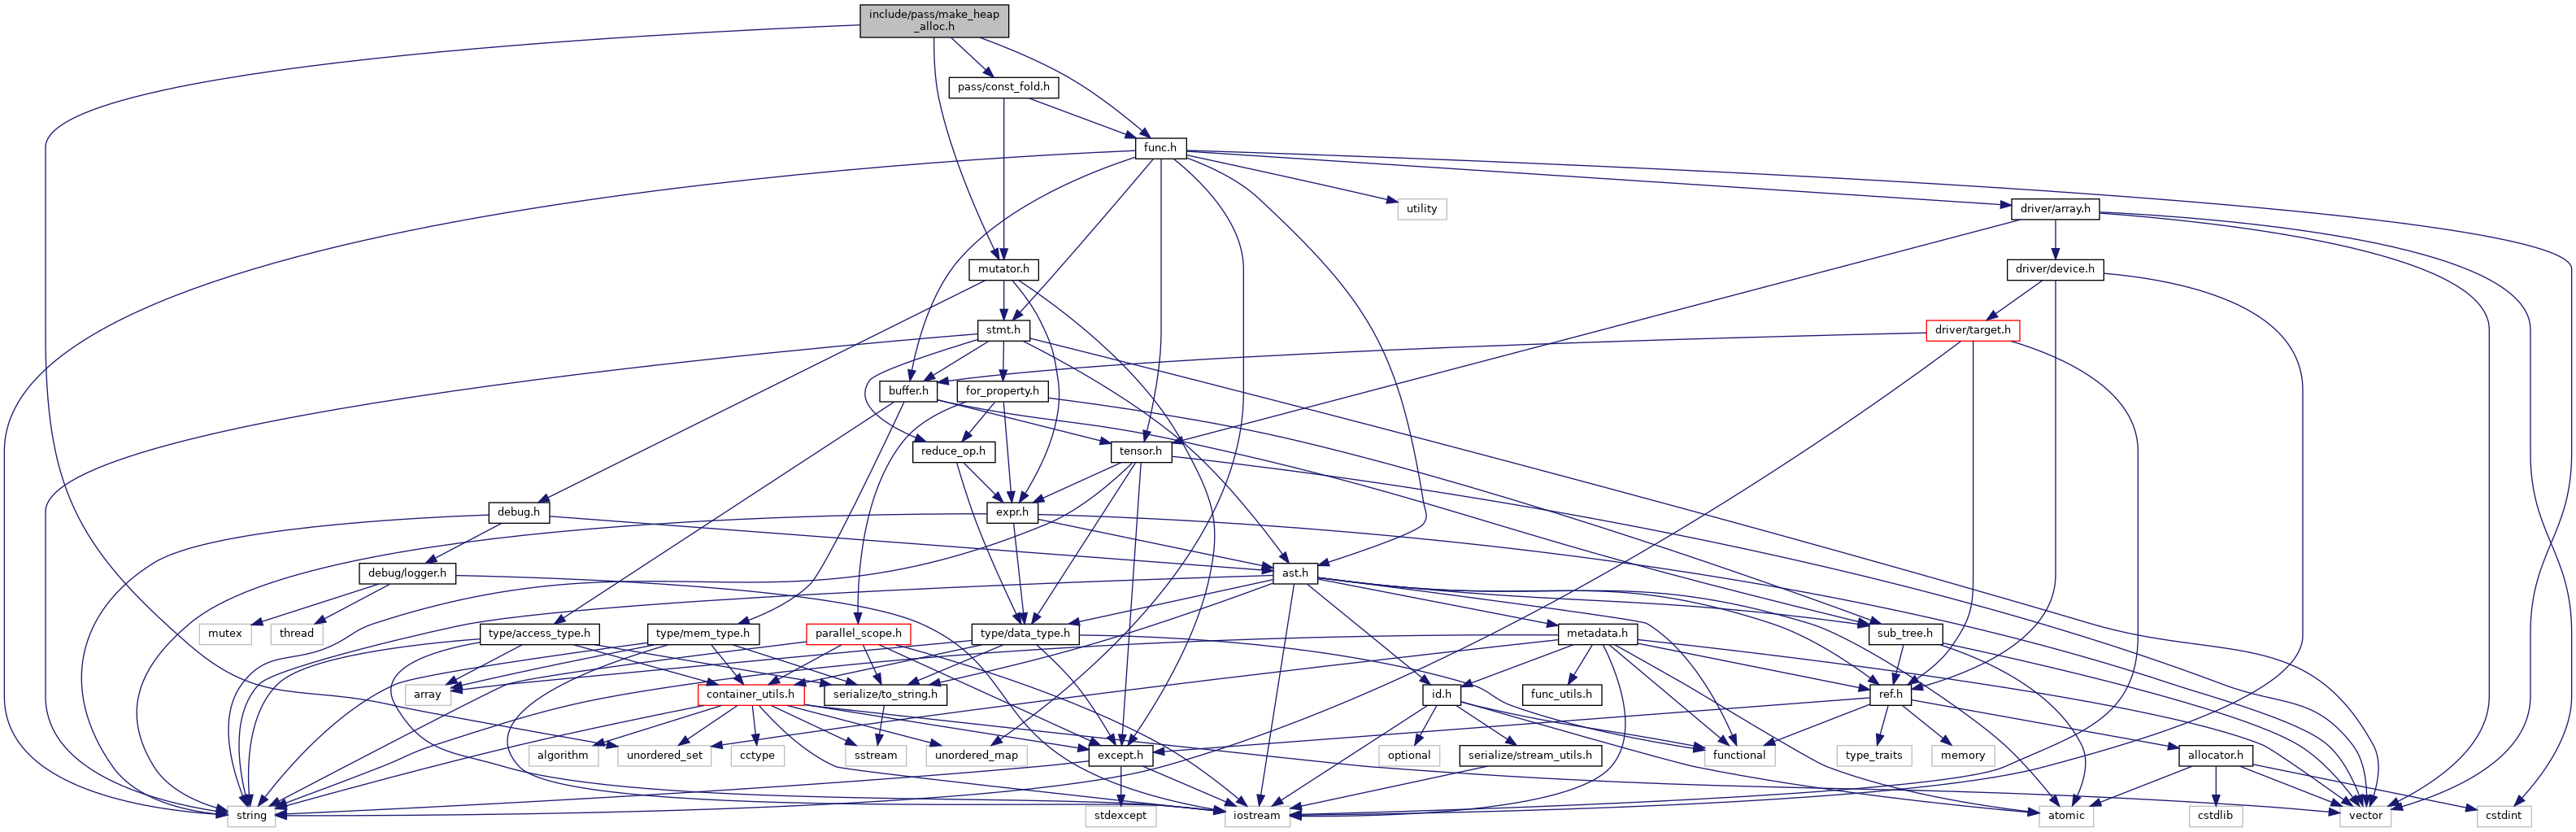 include/pass/make_heap
_alloc.h
pass/const_fold.h
func.h
utility
driver/array.h
mutator.h
driver/device.h
stmt.h
driver/target.h
buffer.h
for_property.h
reduce_op.h
tensor.h
debug.h
expr.h
debug/logger.h
ast.h
mutex
thread
type/access_type.h
type/mem_type.h
parallel_scope.h
type/data_type.h
metadata.h
sub_tree.h
array
container_utils.h
serialize/to_string.h
id.h
func_utils.h
ref.h
algorithm
unordered_set
cctype
sstream
unordered_map
except.h
optional
serialize/stream_utils.h
functional
type_traits
memory
allocator.h
string
stdexcept
iostream
atomic
cstdlib
vector
cstdint